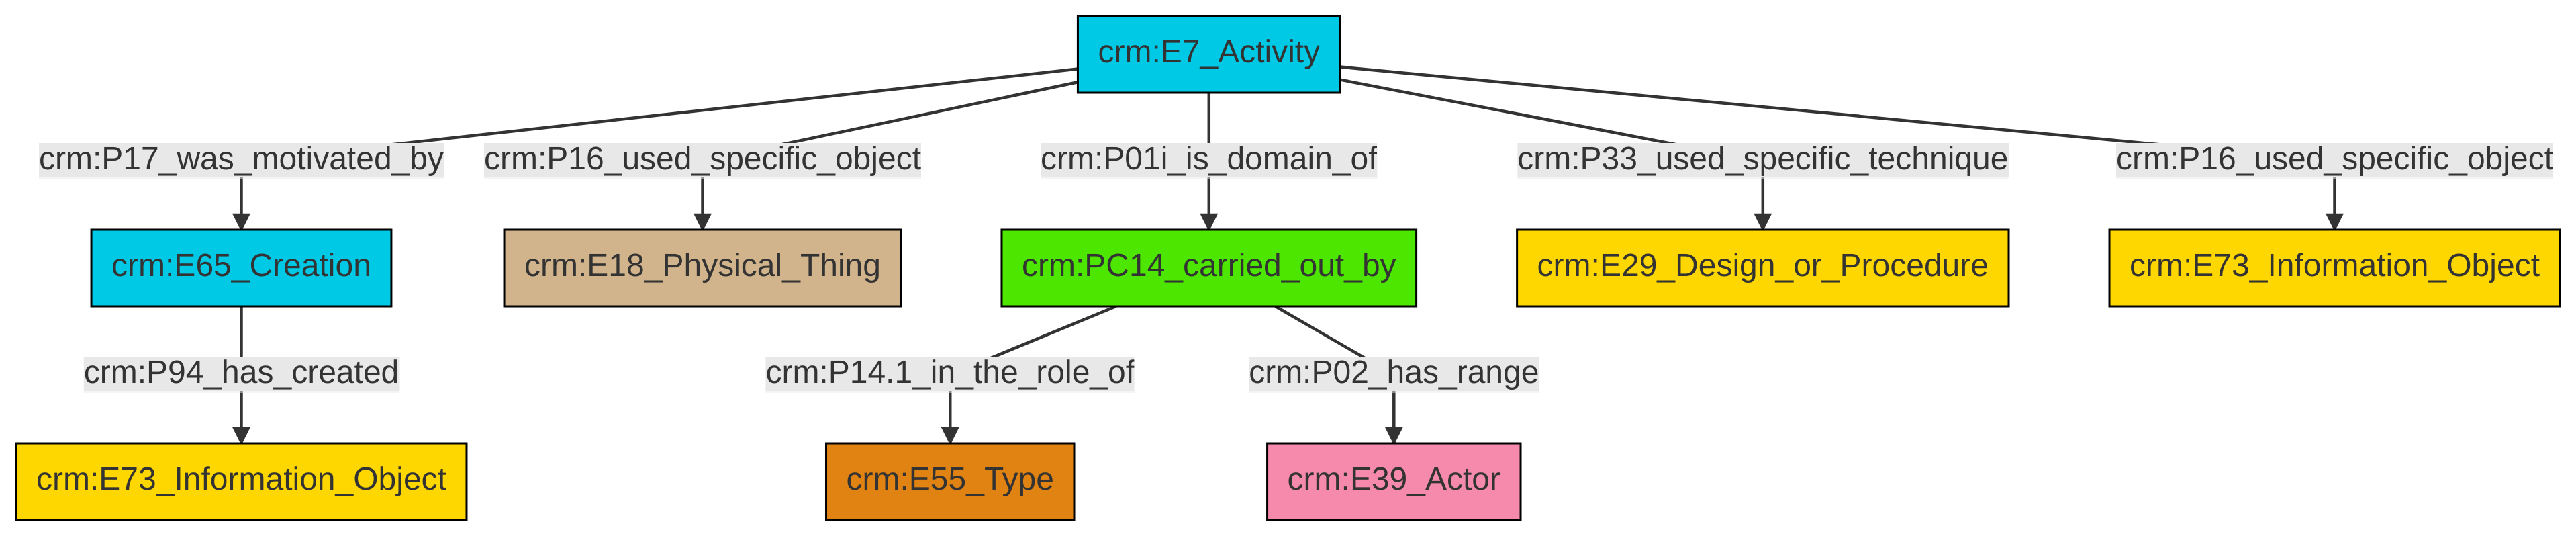 crm:E7_Activity
crm:P17_was_motivated_by
crm:P16_used_specific_object
crm:P01i_is_domain_of
crm:P33_used_specific_technique
crm:P16_used_specific_object
crm:E65_Creation
crm:E18_Physical_Thing
crm:PC14_carried_out_by
crm:E29_Design_or_Procedure
crm:E73_Information_Object
crm:P94_has_created
crm:P14.1_in_the_role_of
crm:P02_has_range
crm:E73_Information_Object
crm:E55_Type
crm:E39_Actor